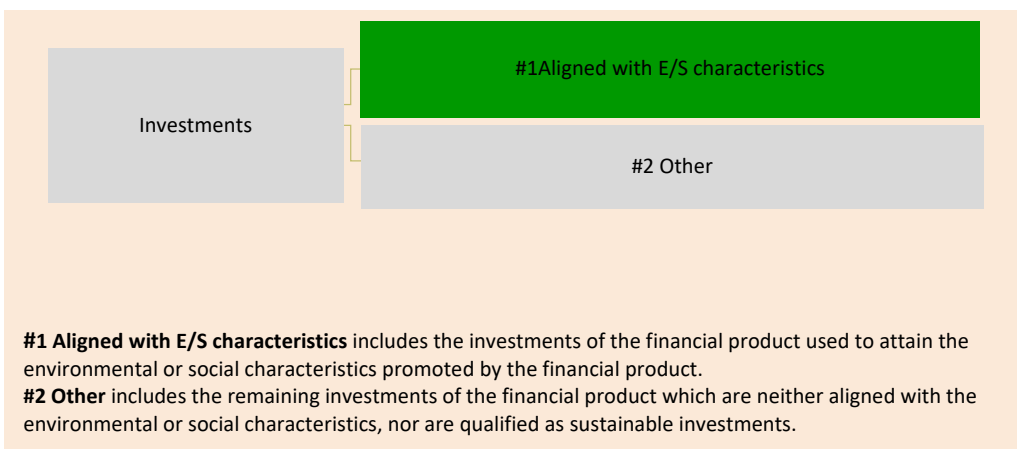 #1Aligned with E/S characteristics
Investments
#2 Other
#1 Aligned with E/S characteristics includes the investments of the financial product used to attain the
environmental or social characteristics promoted by the financial product.
#2 Other includes the remaining investments of the financial product which are neither aligned with the
environmental or social characteristics, nor are qualified as sustainable investments.